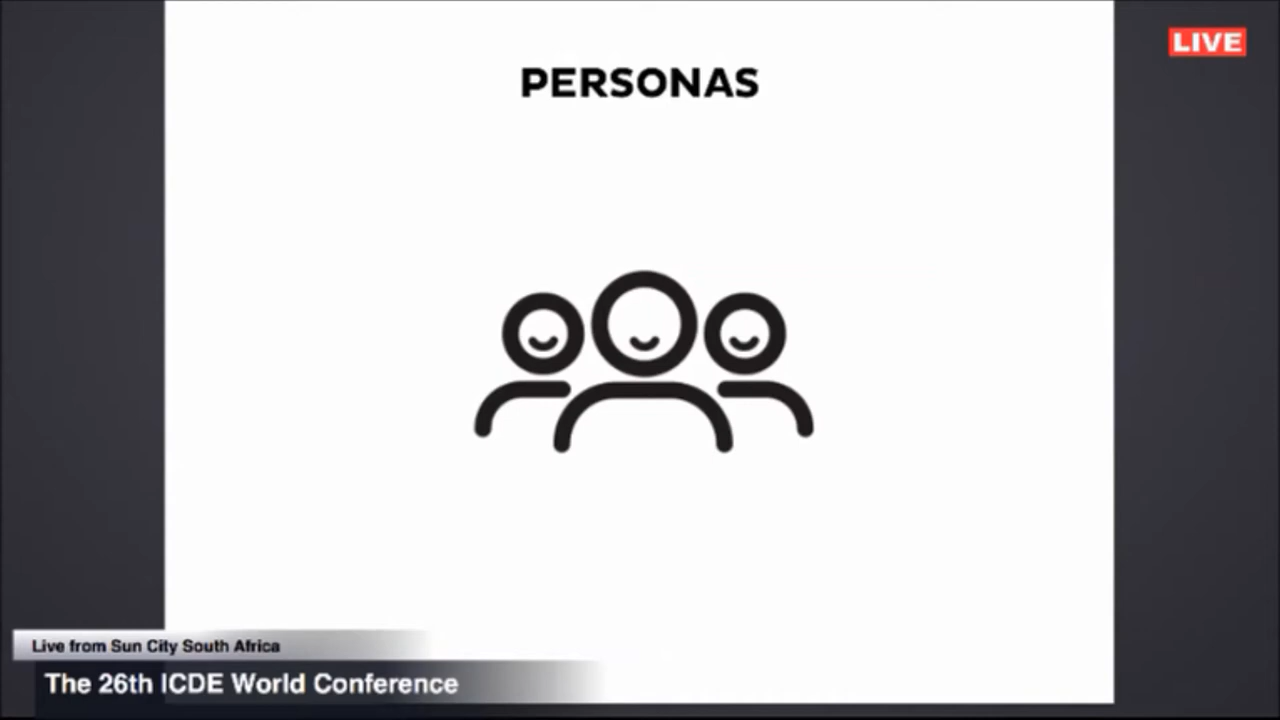 LIVE
PERSONAS
Live from Sun City South Africa
The 26th ICDE World Conference